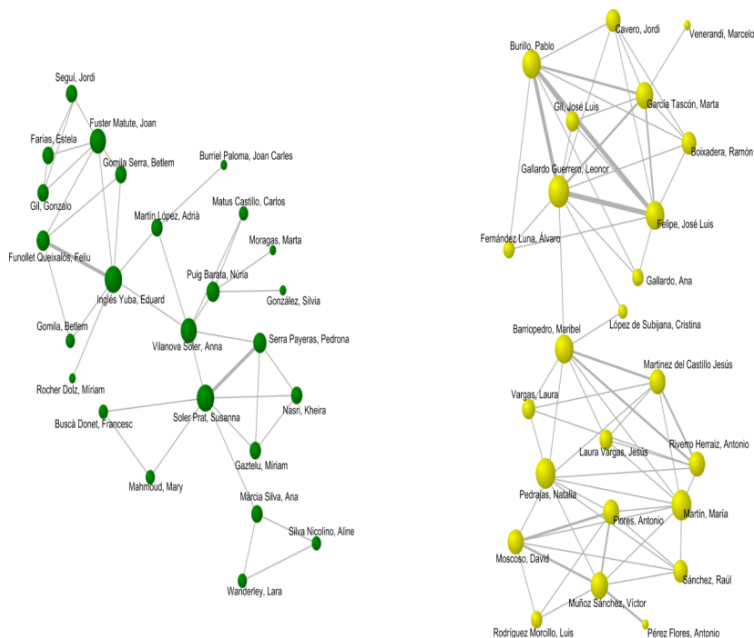 Seguí, Jordi
Fuster Matute, Joan
Farías, Estela
Gomila Serra, Betlem
Gil, Gonzalo
Burriel Paloma, Joan Carles
Matus Castillo, Carlos
Martín López, Adrià
Moragas, Marta
Funollet Queixalós, Feliu
Puig Barata, Núria
Inglés Yuba, Eduard
González, Silvia
Vilanova Soler, Anna
Serra Payeras, Pedrona
Gomila, Betlem
Rocher Dolz, Míriam
Soler Prat, Susanna
Nasri, Kheira
Buscà Donet, Francesc
Gaztelu, Míriam
Mahmoud, Mary
Màrcia Silva, Ana
Silva Nicolino, Aline
Wanderley, Lara
Cavero, Jordi
Venerandi, Marcelo
Burillo, Pablo
Gil, José Luis
García Tascón, Marta
Boixadera, Ramón
Gallardo Guerrero, Leonor
Felipe, José Luis
Fernández Luna, Álvaro
Gallardo, Ana
López de Subijana, Cristina
Barriopedro, Maribel
Martinez del Castillo Jesús
Vargas, Laura
Laura Vargas, Jesús
Riverro Herraiz, Antonio
Pedrajas, Natalia
Flores, Antonio
Martín, María
Moscoso, David
Sánchez, Raúl
Muñoz Sánchez, Víctor
Rodríguez Morcillo, Luis
Pérez Flores, Antonio